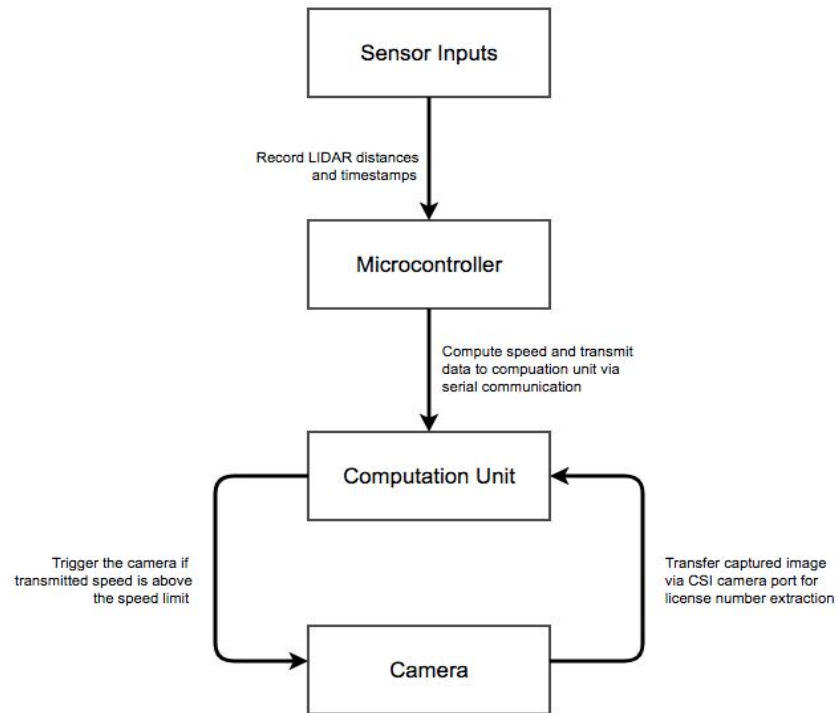 Sensor Inputs
Record LIDAR distances
and timestamps
Microcontroller
Compute speed and transmit
data to compuation unit via
serial communication
Computation Unit
Trigger the camera if
transmitted speed is above
the speed limit
Transfer captured image
via CSI camera port for
license number extraction
Camera